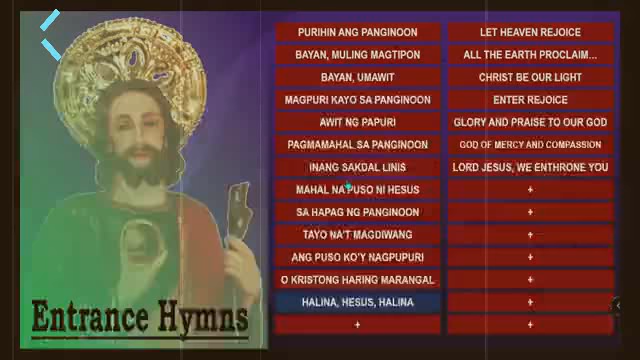 PURIHIN ANG PANGINOON
BAYAN, MULING MAGTIPON
BAYAN, UMAWIT
MAGPURI KAYO SA PANGINOON
AWIT NG PAPURI
PAGMAMAHAL SA PANGINOON
INANG SAKDAL LINIS
MAHAL NA PUSO NI HESUS
SA HAPAG NG PANGINOON
TAYO NA'T MAGDIWANG
ANG PUSO KO'Y NAGPUPURI
O KRISTONG HARING MARANGAL
HALINA, HESUS, HALINA
+
LET HEAVEN REJOICE
ALL THE EARTH PROCLAIM...
CHRIST BE OUR LIGHT
ENTER REJOICE
GLORY AND PRAISE TO OUR GOD
GOD OF MERCY AND COMPASSION
LORD JESUS, WE ENTHRONE YOU
+
+
+
+
+
+
+
Entrance Hymns